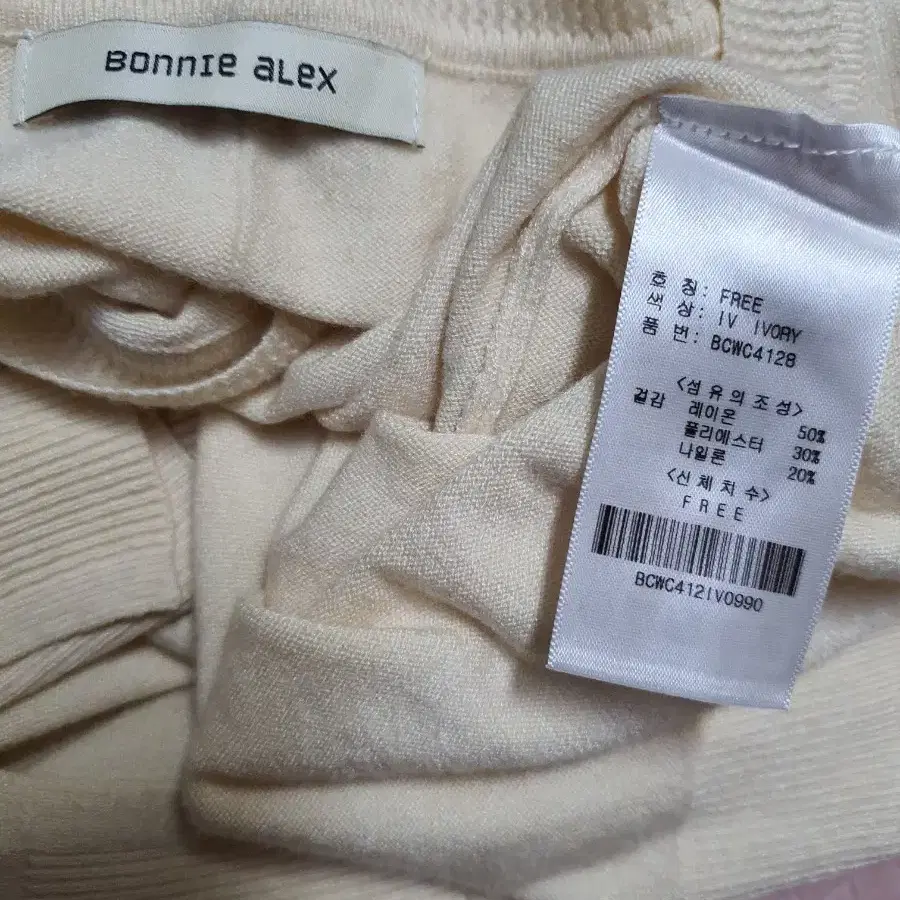 BONNIE aLeX
호 칭: FREE
색 상: IV IVORY
품 번: BCWC4128
<섬유의조성>
겉감 레이온 50%
폴리에스터 30%
나일론 20%
<신체치수>
FREE
BCWC412IV0990